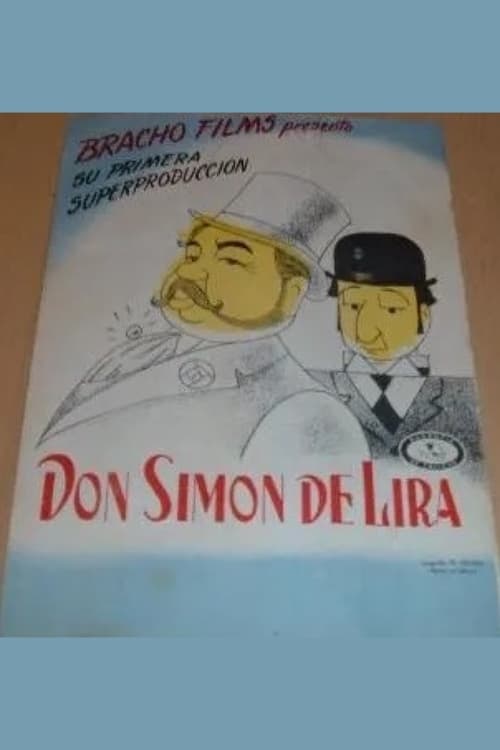 BRACHO FILMS presenta
SU PRIMERA
SUPERPRODUCCION
DON SIMON DE LIRA